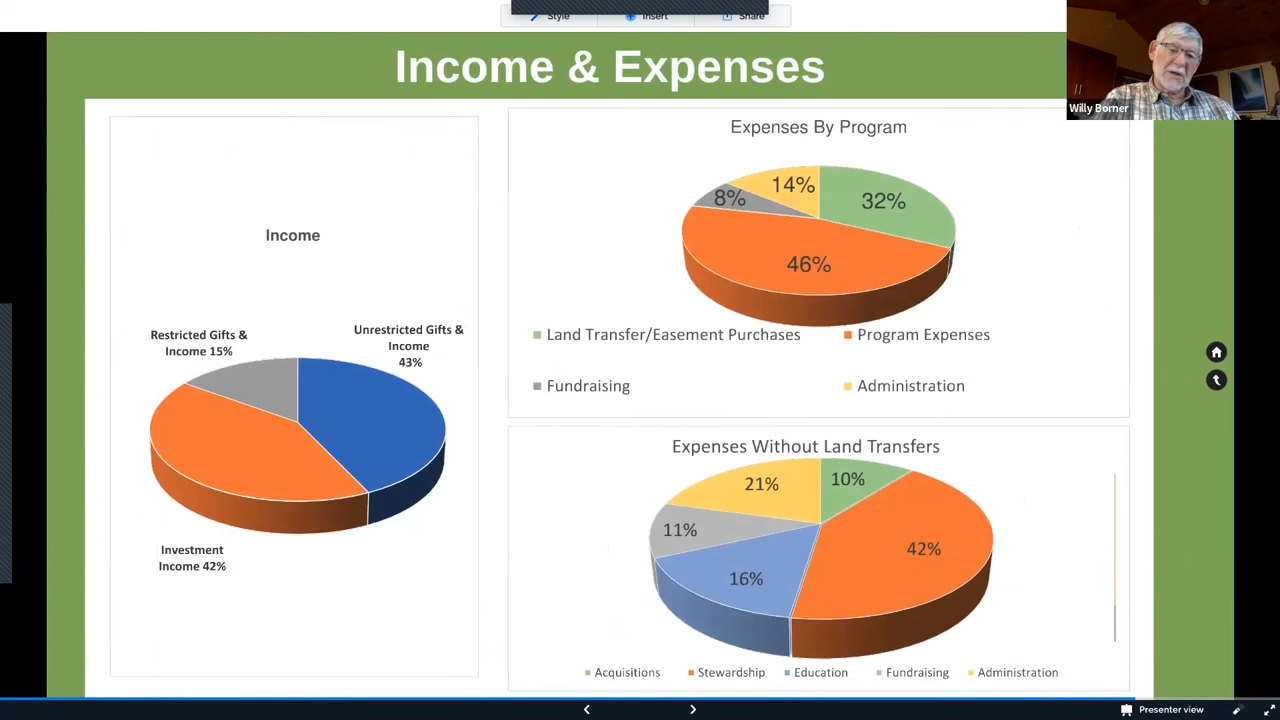 Style
Insert
Share
Income & Expenses
Willy Borner
Income
Restricted Gifts &
Income 15%
Unrestricted Gifts &
Income
43%
Investment
Income 42%
Expenses By Program
14%
32%
8%
46%
Land Transfer/Easement Purchases
Program Expenses
Fundraising
Administration
Expenses Without Land Transfers
21%
10%
11%
42%
16%
Acquisitions
Stewardship
Education
Fundraising
Administration
Presenter view